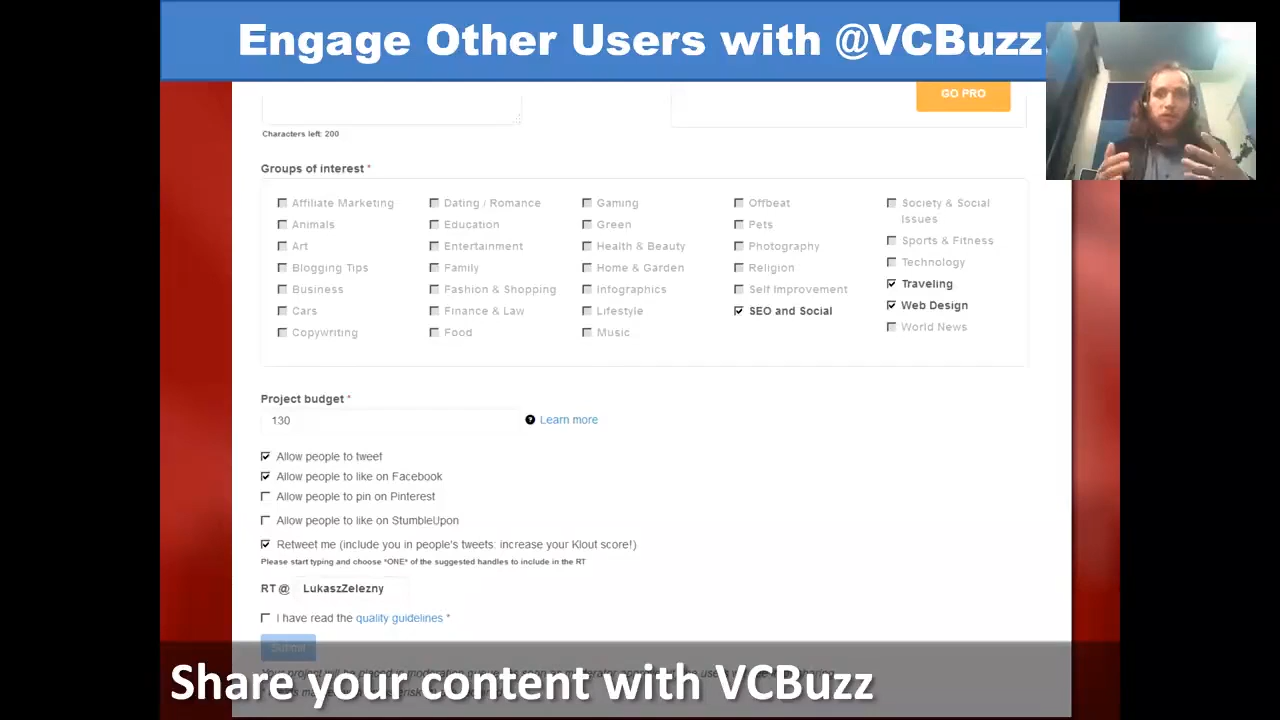 Engage Other Users with @VCBuzz
GO PRO
Characters left: 200
Groups of interest *
Affiliate Marketing
Animals
Art
Blogging Tips
Business
Cars
Copywriting
Dating / Romance
Education
Entertainment
Family
Fashion & Shopping
Finance & Law
Food
Gaming
Green
Health & Beauty
Home & Garden
Infographics
Lifestyle
Music
Offbeat
Pets
Photography
Religion
Self Improvement
SEO and Social
Society & Social
Issues
Sports & Fitness
Technology
Traveling
Web Design
World News
Project budget *
130
? Learn more
Allow people to tweet
Allow people to like on Facebook
Allow people to pin on Pinterest
Allow people to like on StumbleUpon
Retweet me (include you in people's tweets: increase your Klout score!)
Please start typing and choose *ONE* of the suggested handles to include in the RT
RT @ LukaszZelezny
I have read the quality guidelines *
Submit
Share your content with VCBuzz